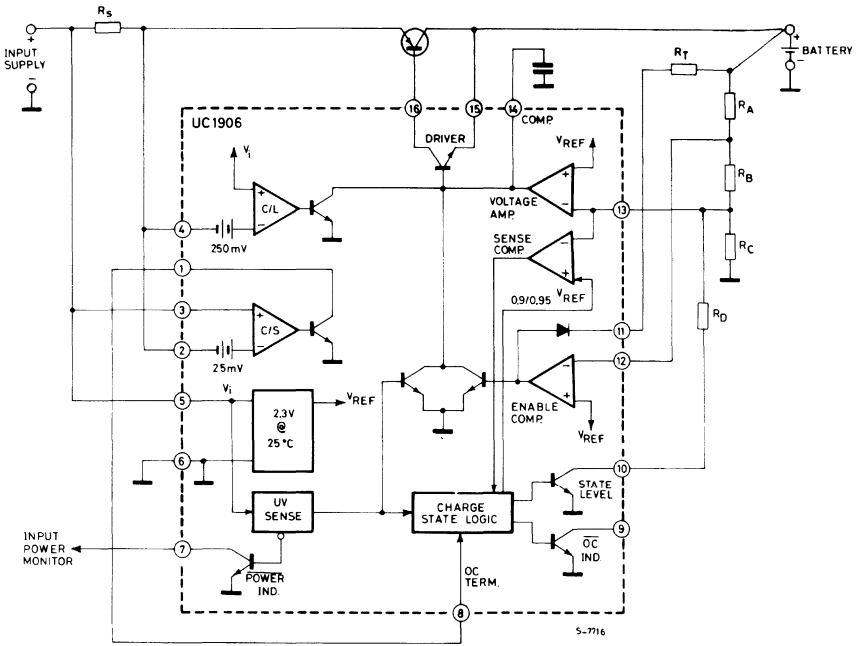 RS
+
INPUT
SUPPLY
−
+
BATTERY
−
RT
RA
RB
RC
RD
16
15
14
COMP.
UC1906
DRIVER
Vi
VREF
+
C/L
−
+
−
VOLTAGE
AMP.
13
4
250mV
SENSE
COMP.
−
+
1
VREF
0,9/0,95
3
+
C/S
−
11
2
25mV
12
−
+
ENABLE
COMP.
VREF
5
Vi
VREF
2,3V
@
25 °C
6
10
STATE
LEVEL
UV
SENSE
CHARGE
STATE LOGIC
9
OC
IND.
INPUT
POWER
MONITOR
7
POWER
IND.
OC
TERM.
8
S-7716